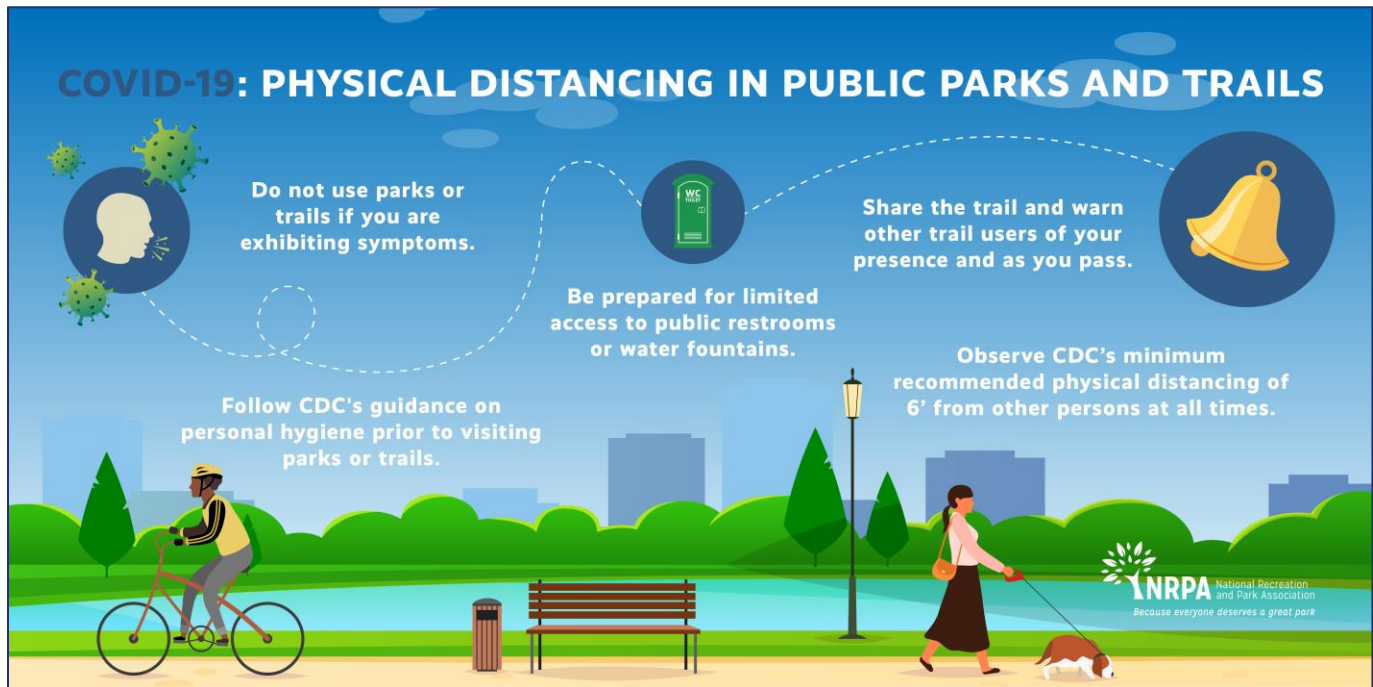 COVID-19: PHYSICAL DISTANCING IN PUBLIC PARKS AND TRAILS
Do not use parks or
trails if you are
exhibiting symptoms.
Follow CDC's guidance on
personal hygiene prior to visiting
parks or trails.
WC
TOILET
Be prepared for limited
access to public restrooms
or water fountains.
Share the trail and warn
other trail users of your
presence and as you pass.
Observe CDC’s minimum
recommended physical distancing of
6’ from other persons at all times.
NRPA National Recreation
and Park Association
Because everyone deserves a great park